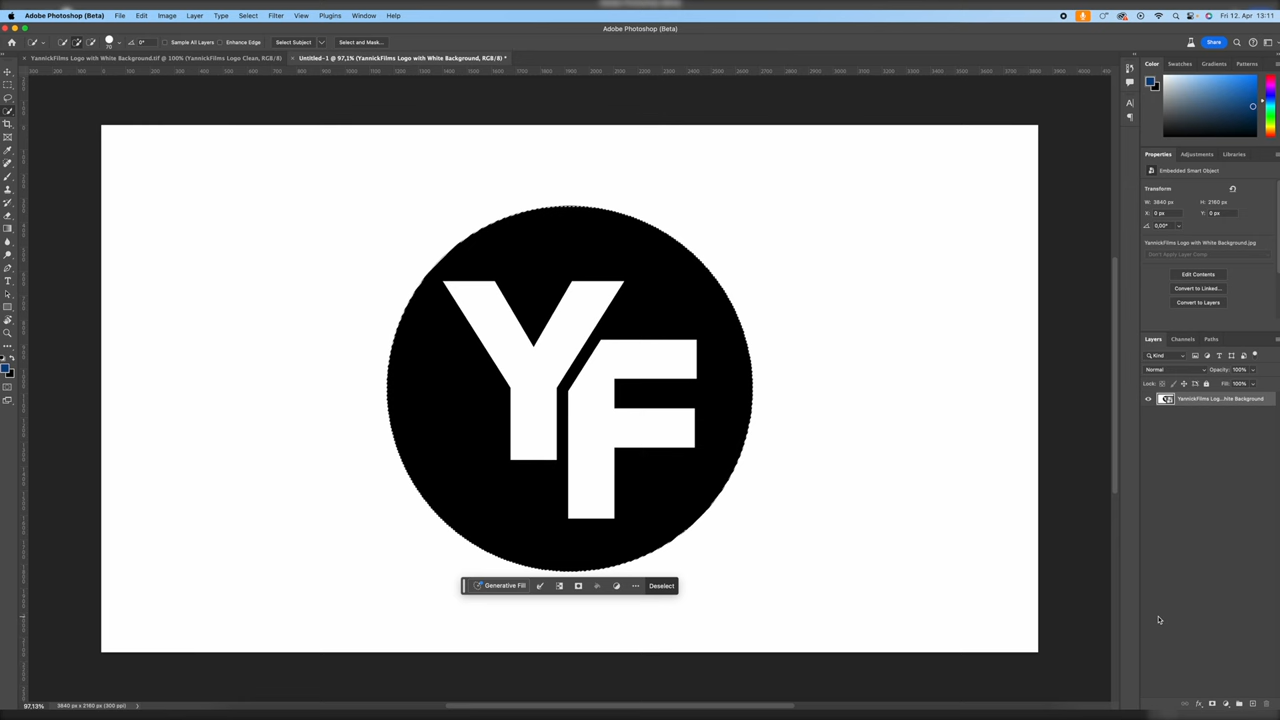 Adobe Photoshop (Beta) File Edit Image Layer Type Select Filter View Plugins Window Help Fri 12. Apr 13:11
Adobe Photoshop (Beta)
70 0° Sample All Layers Enhance Edge Select Subject Select and Mask... Share
YannickFilms Logo with White Background.tif @ 100% (YannickFilms Logo Clean, RGB/8) Untitled-1 @ 97,1% (YannickFilms Logo with White Background, RGB/8) *
Color Swatches Gradients Patterns
Properties Adjustments Libraries
Embedded Smart Object
Transform
W: 3840 px H: 2160 px
X: 0 px Y: 0 px
0,00°
YannickFilms Logo with White Background.jpg
Don't Apply Layer Comp
Edit Contents
Convert to Linked...
Convert to Layers
Layers Channels Paths
Kind
Normal Opacity: 100%
Lock: Fill: 100%
YannickFilms Log...hite Background
YF
Generative Fill Deselect
97,13% 3840 px x 2160 px (300 ppi)